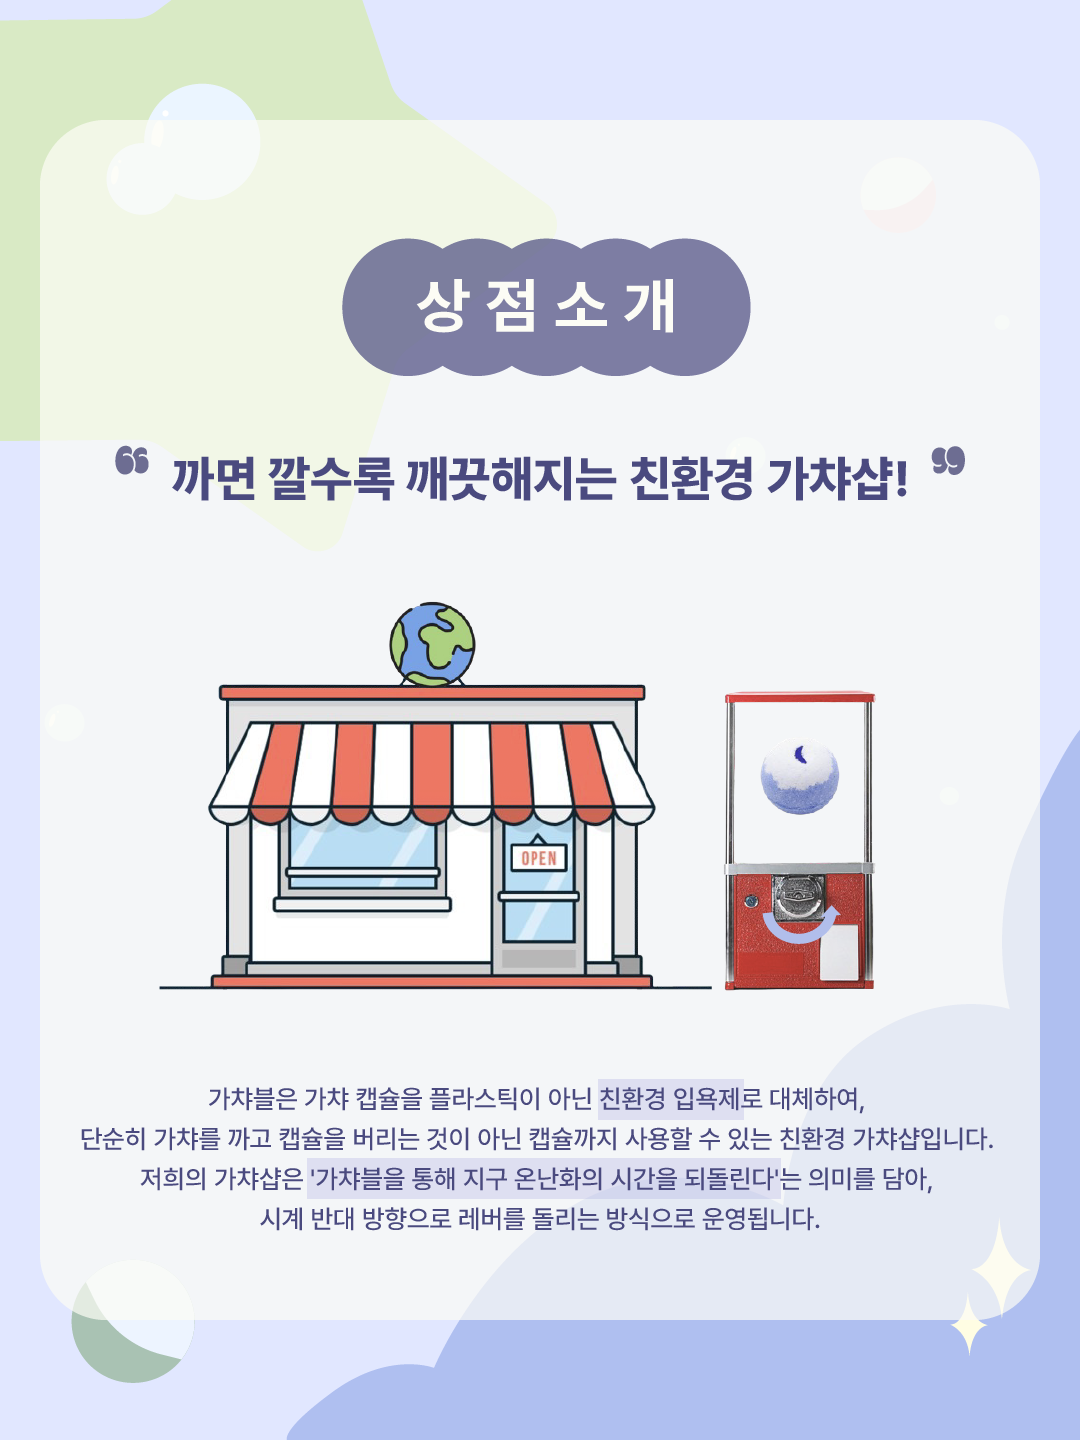 상점소개
❝ 까면 깔수록 깨끗해지는 친환경 가챠샵! ❞
OPEN
가챠블은 가챠 캡슐을 플라스틱이 아닌 친환경 입욕제로 대체하여,
단순히 가챠를 까고 캡슐을 버리는 것이 아닌 캡슐까지 사용할 수 있는 친환경 가챠샵입니다.
저희의 가챠샵은 '가챠블을 통해 지구 온난화의 시간을 되돌린다'는 의미를 담아,
시계 반대 방향으로 레버를 돌리는 방식으로 운영됩니다.